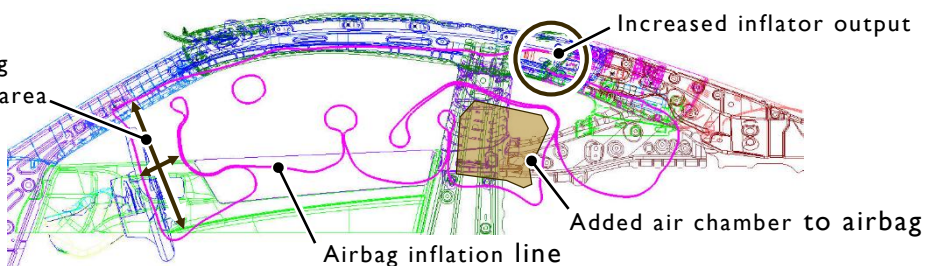 Increased inflator output
g
area
Added air chamber to airbag
Airbag inflation line